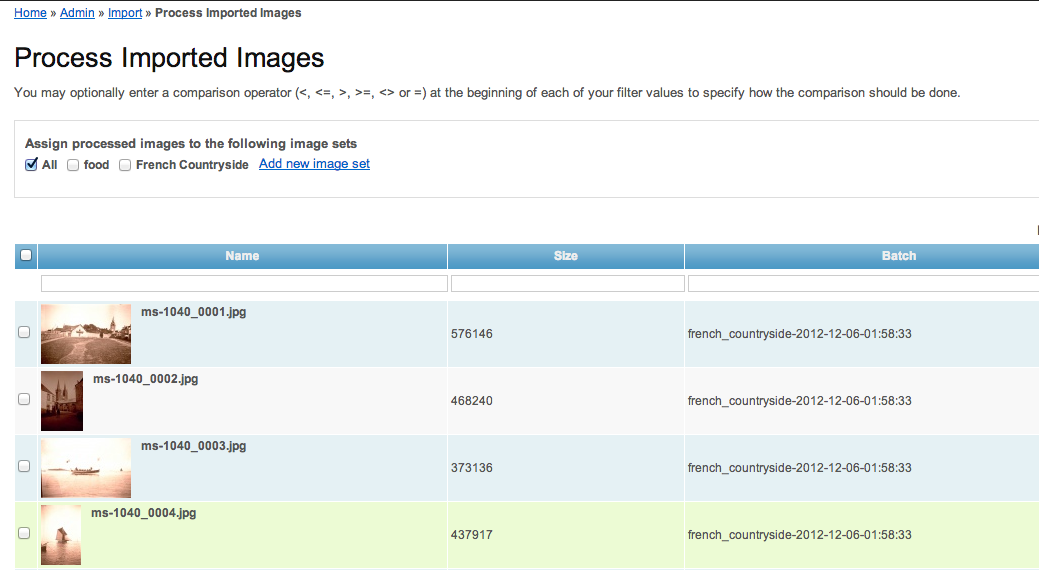 Home » Admin » Import » Process Imported Images
Process Imported Images
You may optionally enter a comparison operator (<, <=, >, >=, <> or =) at the beginning of each of your filter values to specify how the comparison should be done.
Assign processed images to the following image sets
All food French Countryside Add new image set
Name Size Batch
ms-1040_0001.jpg
576146 french_countryside-2012-12-06-01:58:33
ms-1040_0002.jpg
468240 french_countryside-2012-12-06-01:58:33
ms-1040_0003.jpg
373136 french_countryside-2012-12-06-01:58:33
ms-1040_0004.jpg
437917 french_countryside-2012-12-06-01:58:33